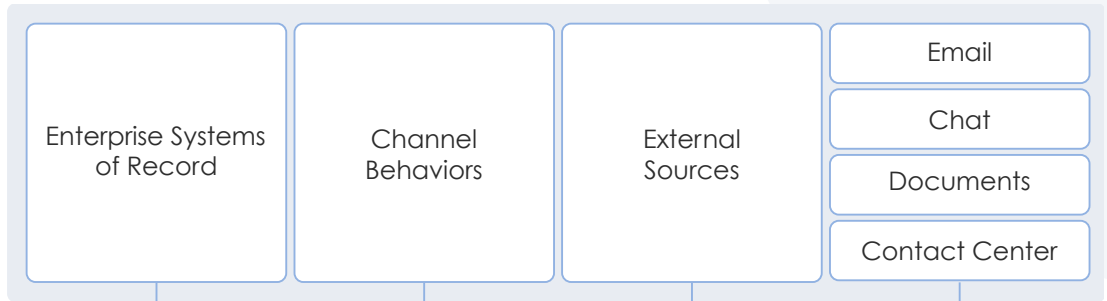 Enterprise Systems
of Record
Channel
Behaviors
External
Sources
Email
Chat
Documents
Contact Center